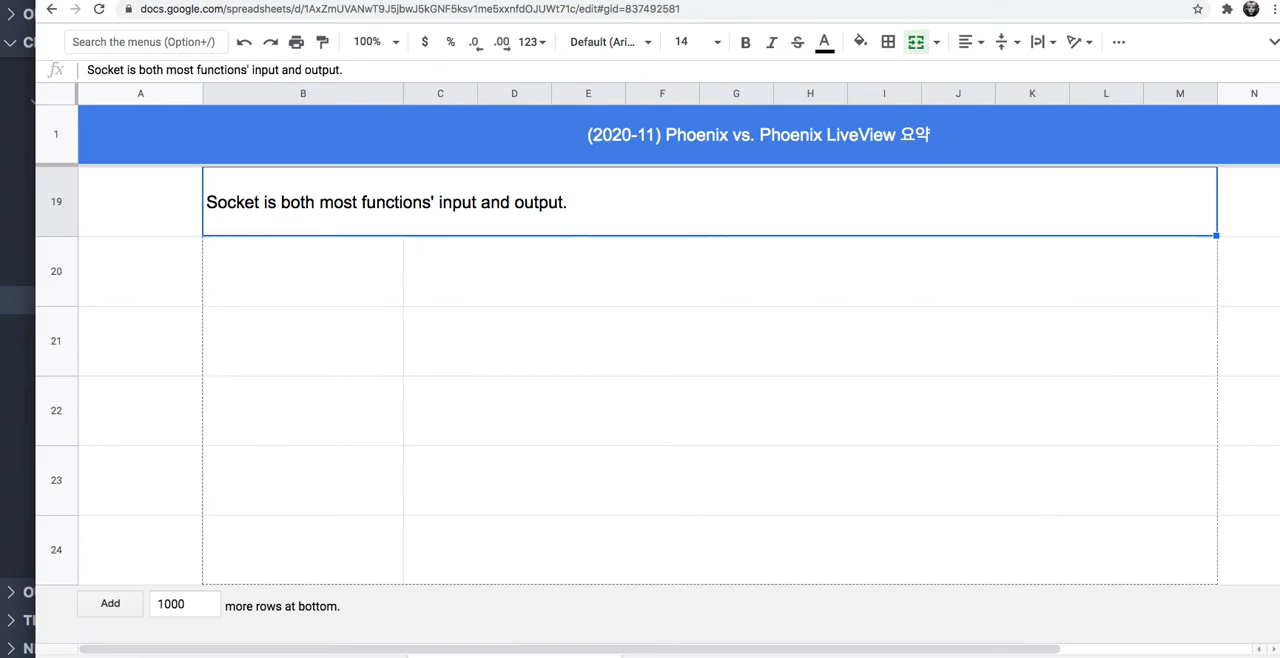 docs.google.com/spreadsheets/d/1AxZmUVANwT9J5jbwJ5kGNF5ksv1me5xxnfdOJUWt71c/edit#gid=837492581
Search the menus (Option+/) 100% $ % .0 .00 123 Default (Ari... 14 B I S A
fx Socket is both most functions' input and output.
A B C D E F G H I J K L M N
1 (2020-11) Phoenix vs. Phoenix LiveView 요약
19 Socket is both most functions' input and output.
20
21
22
23
24
Add 1000 more rows at bottom.